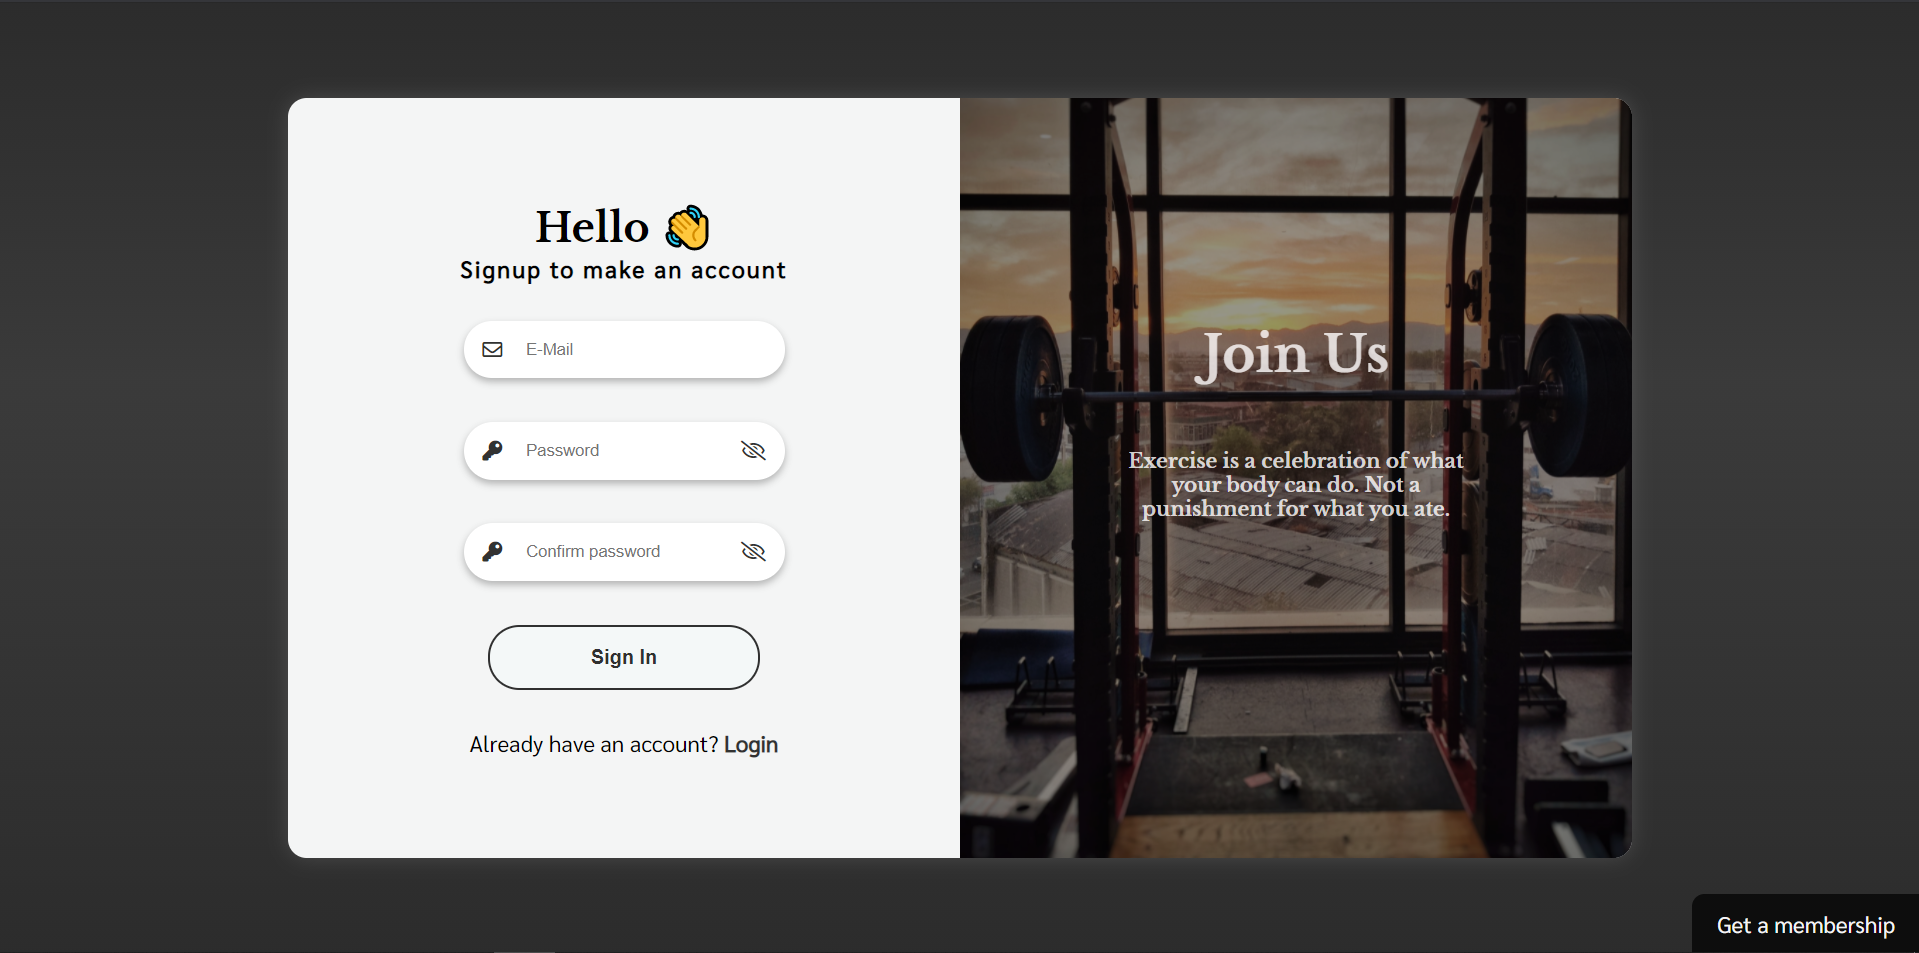 Hello 👋
Signup to make an account
E-Mail
Password
Confirm password
Sign In
Already have an account? Login
Join Us
Exercise is a celebration of what
your body can do. Not a
punishment for what you ate.
Get a membership